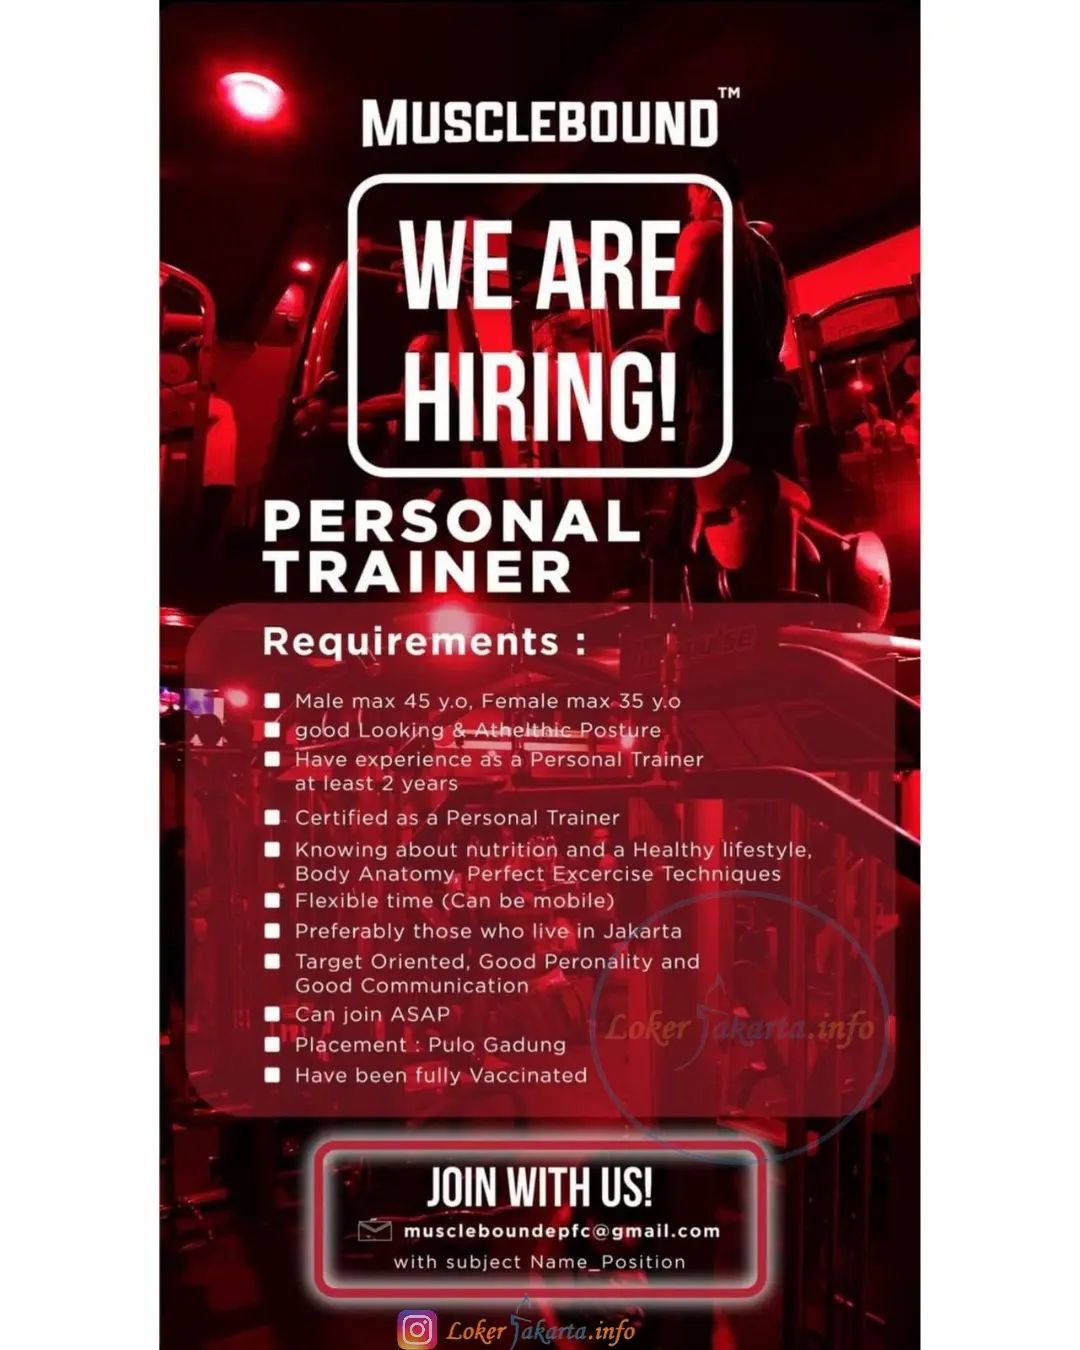 MUSCLEBOUND™
WE ARE
HIRING!
PERSONAL
TRAINER
Requirements :
Male max 45 y.o, Female max 35 y.o
good Looking & Athelthic Posture
Have experience as a Personal Trainer
at least 2 years
Certified as a Personal Trainer
Knowing about nutrition and a Healthy lifestyle,
Body Anatomy, Perfect Excercise Techniques
Flexible time (Can be mobile)
Preferably those who live in Jakarta
Target Oriented, Good Peronality and
Good Communication
Can join ASAP
Loker Jakarta.info
Placement : Pulo Gadung
Have been fully Vaccinated
JOIN WITH US!
muscleboundepfc@gmail.com
with subject Name_Position
Loker Jakarta.info